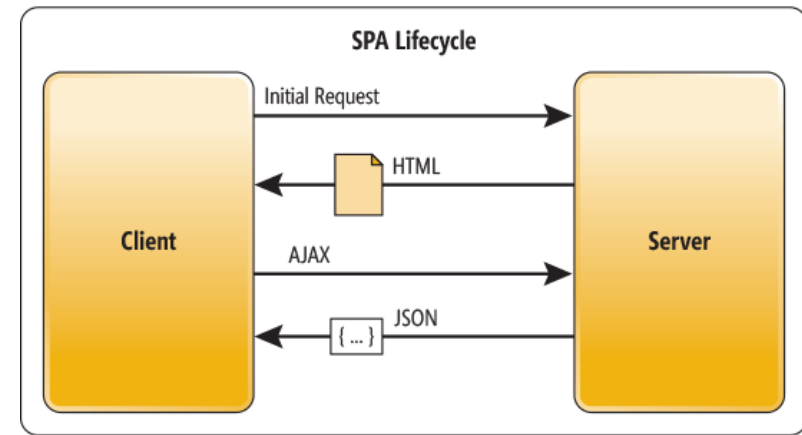 SPA Lifecycle
Initial Request
HTML
Client
Server
AJAX
JSON
{ ... }